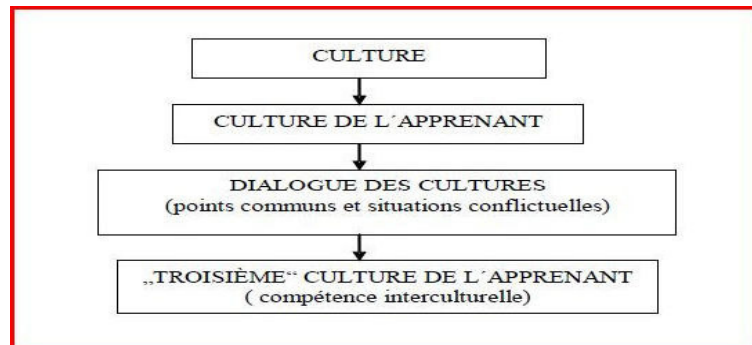 CULTURE
CULTURE DE L´APPRENANT
DIALOGUE DES CULTURES
(points communs et situations conflictuelles)
„TROISIÈME“ CULTURE DE L´APPRENANT
( compétence interculturelle)